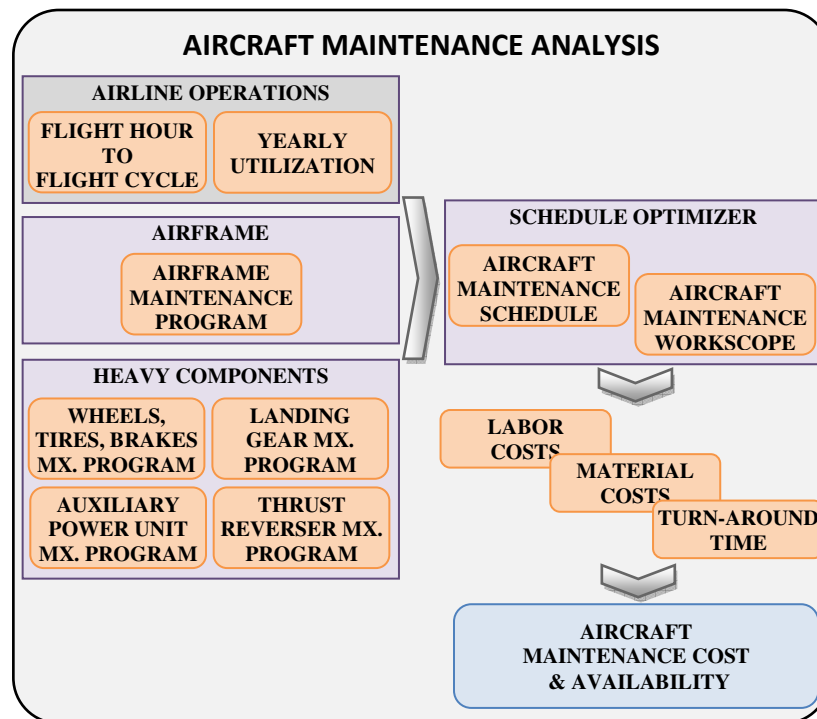 AIRCRAFT MAINTENANCE ANALYSIS
AIRLINE OPERATIONS
FLIGHT HOUR
TO
FLIGHT CYCLE
YEARLY
UTILIZATION
AIRFRAME
AIRFRAME
MAINTENANCE
PROGRAM
HEAVY COMPONENTS
WHEELS,
TIRES, BRAKES
MX. PROGRAM
LANDING
GEAR MX.
PROGRAM
AUXILIARY
POWER UNIT
MX. PROGRAM
THRUST
REVERSER MX.
PROGRAM
SCHEDULE OPTIMIZER
AIRCRAFT
MAINTENANCE
SCHEDULE
AIRCRAFT
MAINTENANCE
WORKSCOPE
LABOR
COSTS
MATERIAL
COSTS
TURN-AROUND
TIME
AIRCRAFT
MAINTENANCE COST
& AVAILABILITY